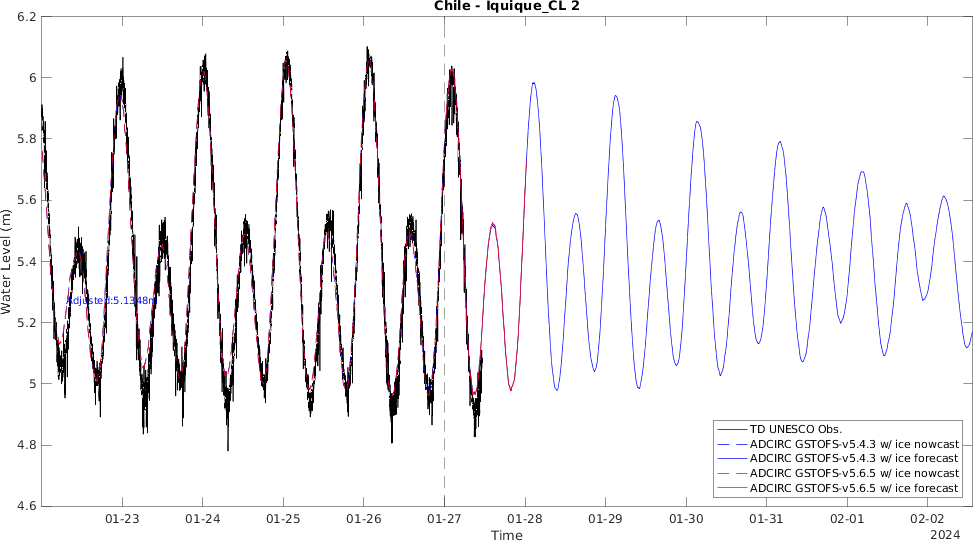 Chile - Iquique_CL 2
6.2
6
5.8
5.6
5.4
5.2
5
4.8
4.6
Water Level (m)
Adjusted:5.1348m
TD UNESCO Obs.
ADCIRC GSTOFS-v5.4.3 w/ ice nowcast
ADCIRC GSTOFS-v5.4.3 w/ ice forecast
ADCIRC GSTOFS-v5.6.5 w/ ice nowcast
ADCIRC GSTOFS-v5.6.5 w/ ice forecast
01-23 01-24 01-25 01-26 01-27 01-28 01-29 01-30 01-31 02-01 02-02
Time
2024